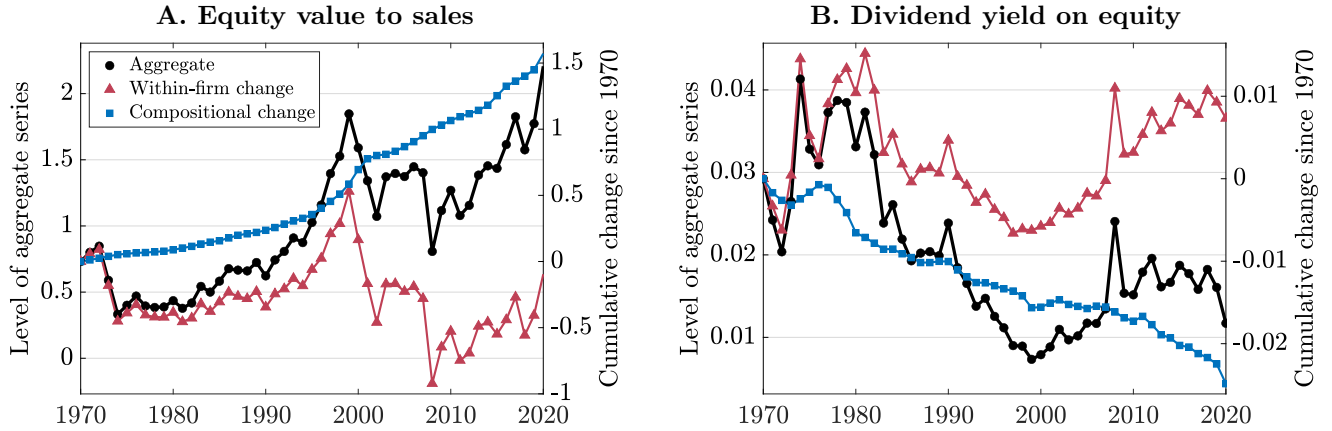 A. Equity value to sales
Level of aggregate series
2
1.5
1
0.5
0
Aggregate
Within-firm change
Compositional change
1.5
1
0.5
0
-0.5
-1
Cumulative change since 1970
1970 1980 1990 2000 2010 2020
B. Dividend yield on equity
Level of aggregate series
0.04
0.03
0.02
0.01
0.01
0
-0.01
-0.02
Cumulative change since 1970
1970 1980 1990 2000 2010 2020